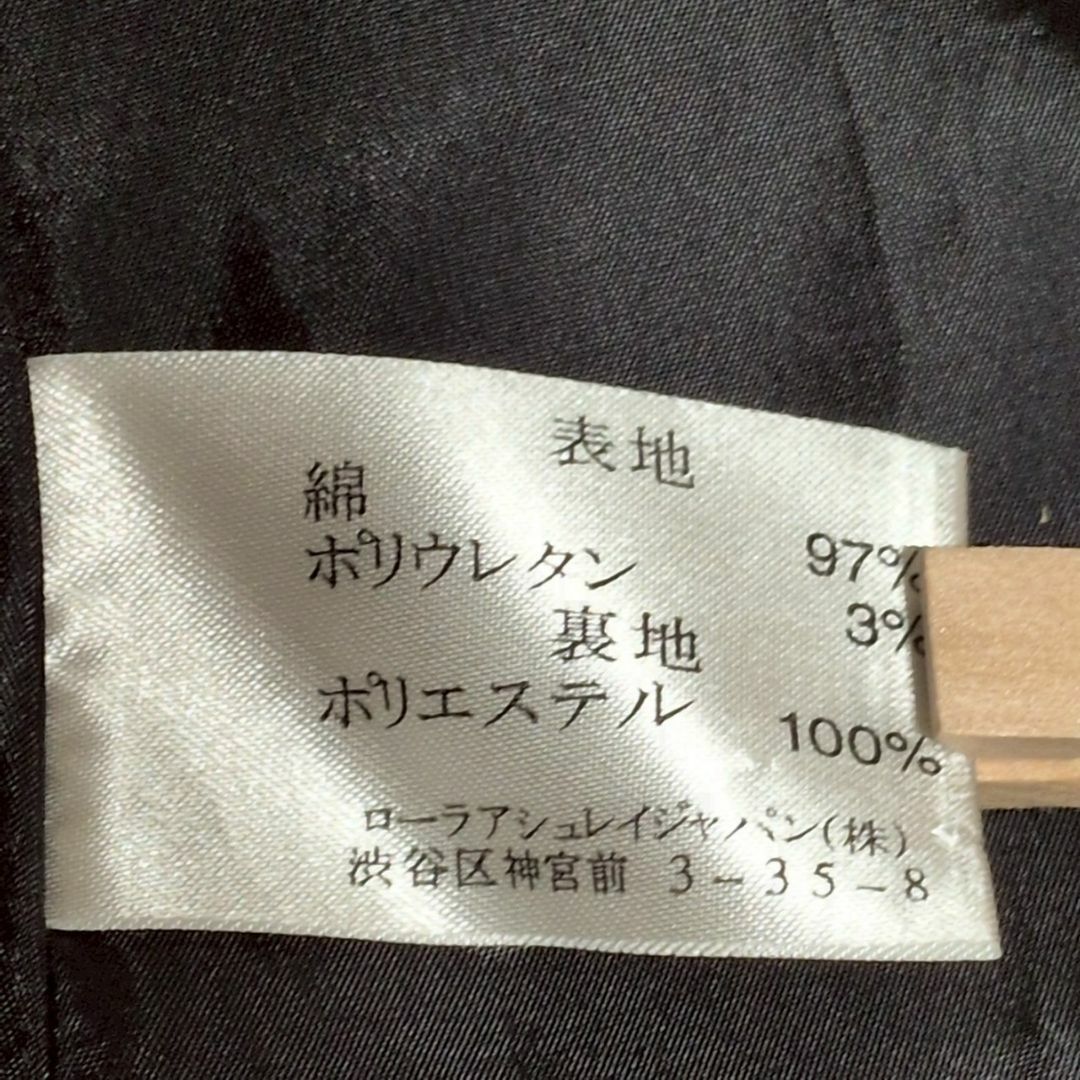 表地
綿 97%
ポリウレタン 3%
裏地
ポリエステル 100%
ローラアシュレイジャパン(株)
渋谷区神宮前 3-35-8